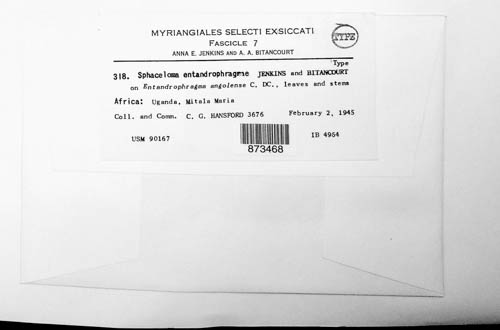 MYRIANGIALES SELECTI EXSICCATI
FASCICLE 7
ANNA E. JENKINS AND A. A. BITANCOURT
TYPE
Type
318. Sphaceloma entandrophragmae JENKINS and BITANCOURT
on Entandrophragma angolense C. DC., leaves and stems
Africa: Uganda, Mitala Maria
Coll. and Comm. C. G. HANSFORD 3676 February 2, 1945
USM 90167 IB 4964
873468